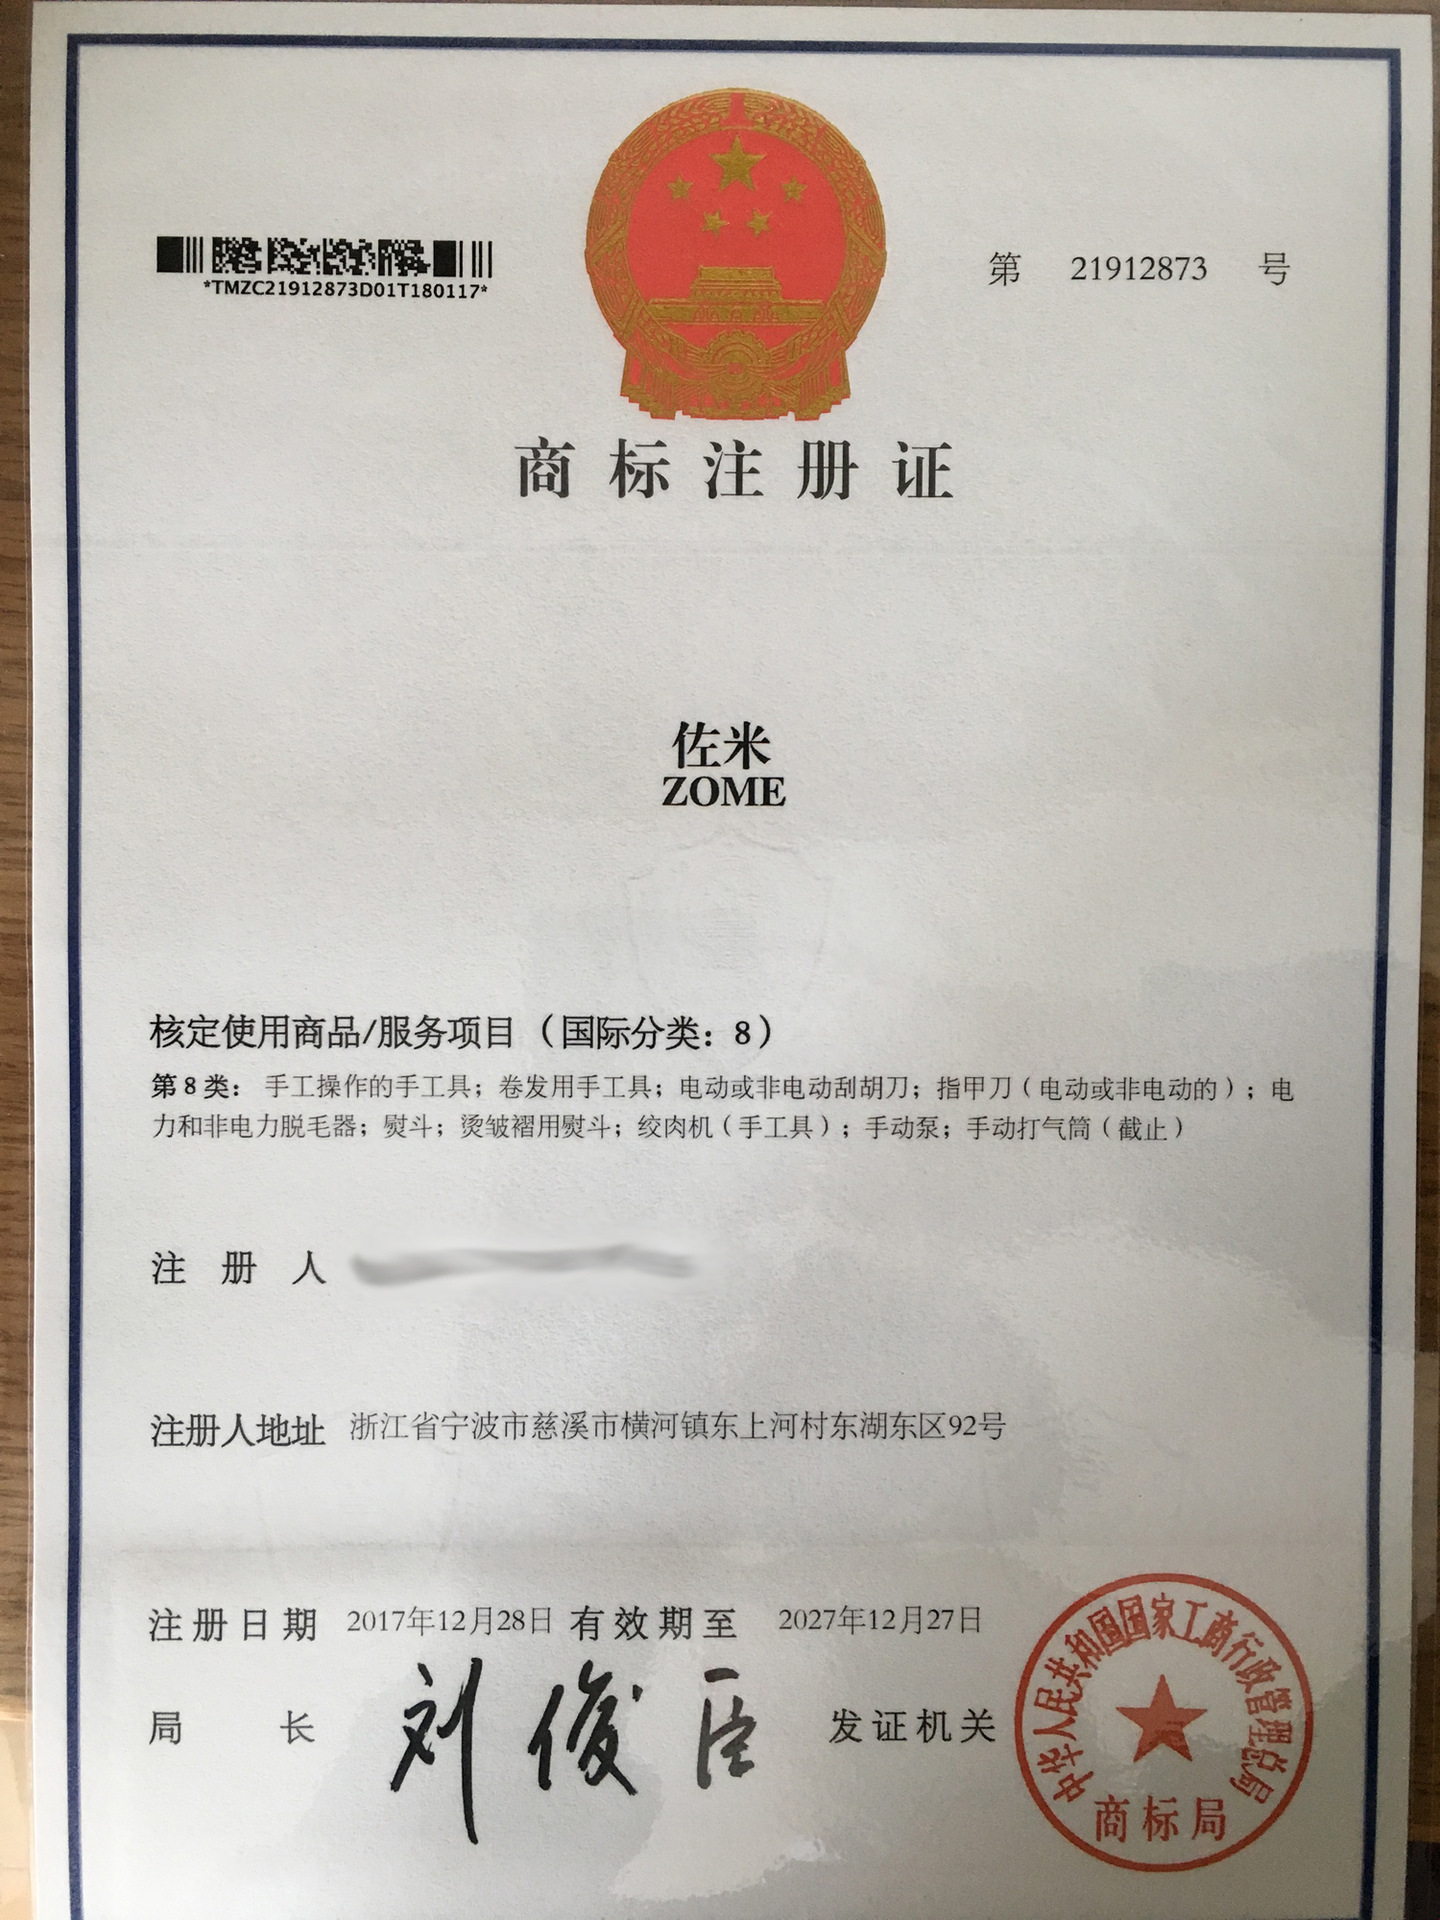 *TMZC21912873D01T180117*
第 21912873 号
商标注册证
佐米
ZOME
核定使用商品/服务项目（国际分类：8）
第8类：手工操作的手工具；卷发用手工具；电动或非电动刮胡刀；指甲刀（电动或非电动的）；电
力和非电力脱毛器；熨斗；烫皱褶用熨斗；绞肉机（手工具）；手动泵；手动打气筒（截止）
注册人
注册人地址 浙江省宁波市慈溪市横河镇东上河村东湖东区92号
注册日期 2017年12月28日 有效期至 2027年12月27日
局长 刘俊臣 发证机关
中华人民共和国国家工商行政管理总局
商标局